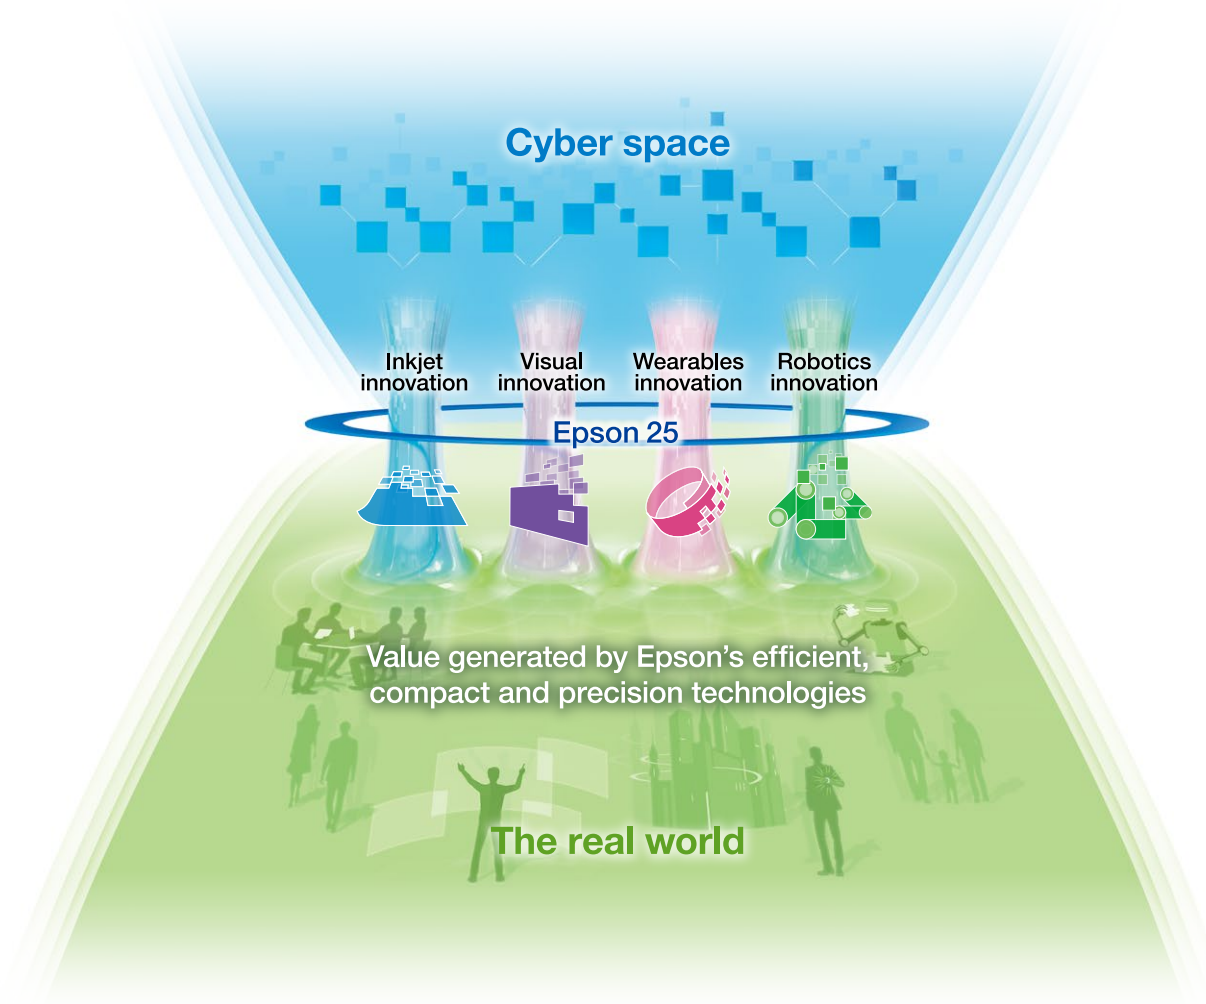 Cyber space
Inkjet
innovation
Visual
innovation
Wearables
innovation
Robotics
innovation
Epson 25
Value generated by Epson’s efficient,
compact and precision technologies
The real world